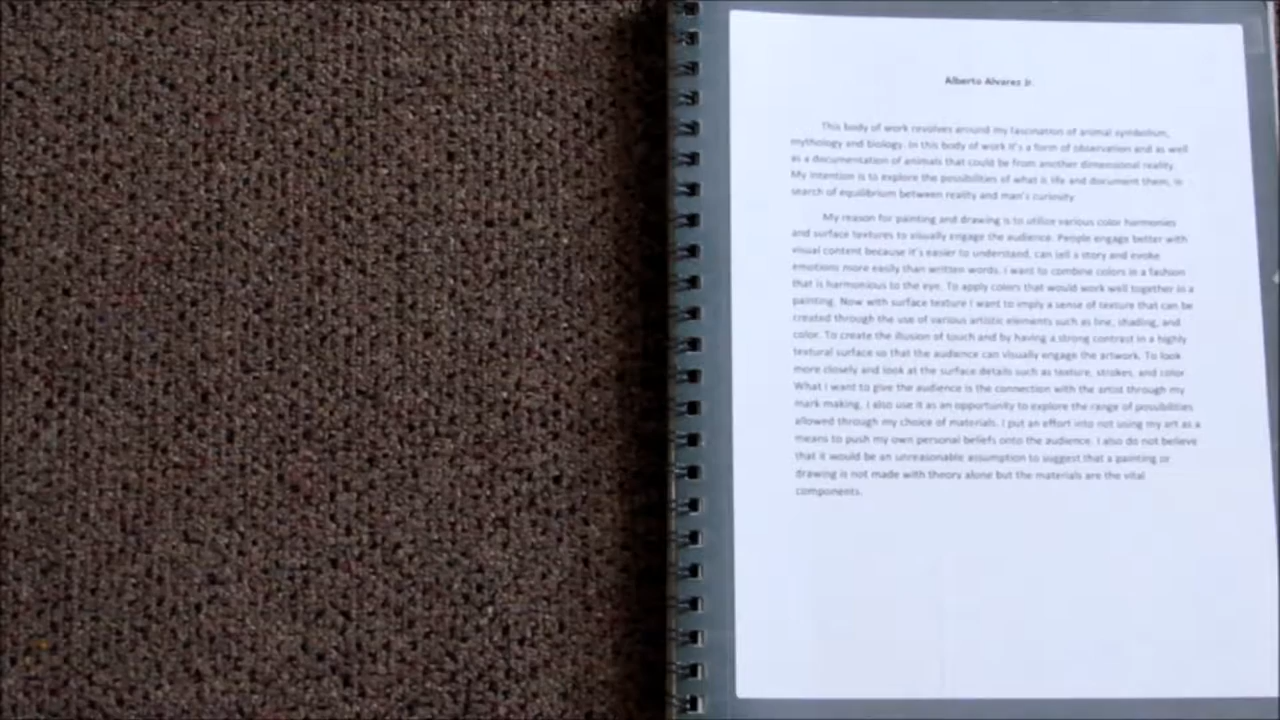 Alberto Alvarez Jr.
This body of work revolves around my fascination of animal symbolism,
mythology and biology. In this body of work it's a form of observation and as well
as a documentation of animals that could be from another dimensional reality.
My intention is to explore the possibilities of what is life and document them, in
search of equilibrium between reality and man's curiosity
My reason for painting and drawing is to utilize various color harmonies
and surface textures to visually engage the audience. People engage better with
visual content because it's easier to understand, can tell a story and evoke
emotions more easily than written words. I want to combine colors in a fashion
that is harmonious to the eye. To apply colors that would work well together in a
painting. Now with surface texture I want to imply a sense of texture that can be
created through the use of various artistic elements such as line, shading, and
color. To create the illusion of touch and by having a strong contrast in a highly
textural surface so that the audience can visually engage the artwork. To look
more closely and look at the surface details such as texture, strokes, and color.
What I want to give the audience is the connection with the artist through my
mark making. I also use it as an opportunity to explore the range of possibilities
allowed through my choice of materials. I put an effort into not using my art as a
means to push my own personal beliefs onto the audience. I also do not believe
that it would be an unreasonable assumption to suggest that a painting or
drawing is not made with theory alone but the materials are the vital
components.